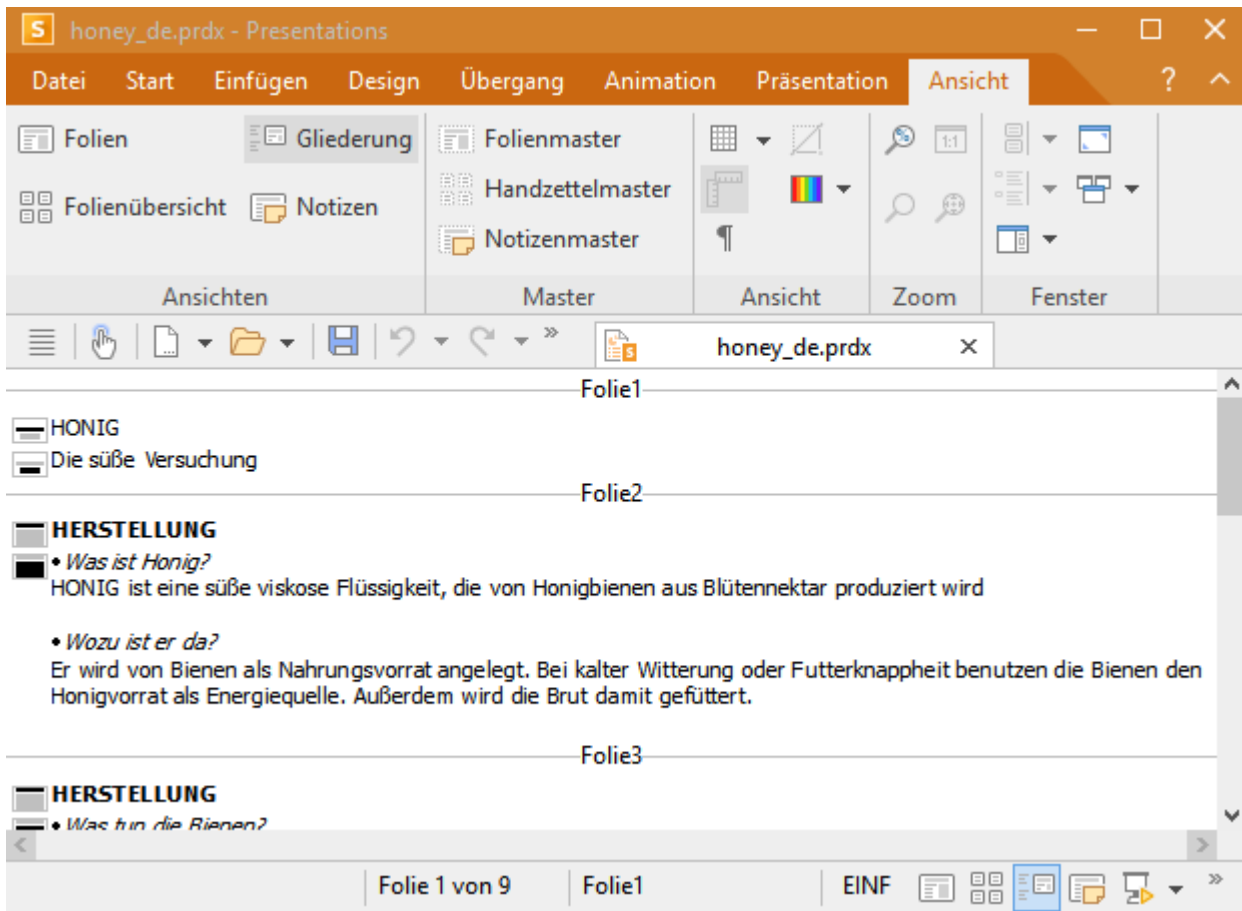 S honey_de.prdx - Presentations
Datei Start Einfügen Design Übergang Animation Präsentation Ansicht ?
Folien Gliederung Folienmaster 1:1
Handzettelmaster
Folienübersicht Notizen
Notizenmaster ¶
Ansichten Master Ansicht Zoom Fenster
honey_de.prdx
Folie1
HONIG
Die süße Versuchung
Folie2
HERSTELLUNG
• Was ist Honig?
HONIG ist eine süße viskose Flüssigkeit, die von Honigbienen aus Blütennektar produziert wird
• Wozu ist er da?
Er wird von Bienen als Nahrungsvorrat angelegt. Bei kalter Witterung oder Futterknappheit benutzen die Bienen den
Honigvorrat als Energiequelle. Außerdem wird die Brut damit gefüttert.
Folie3
HERSTELLUNG
• Was tun die Bienen?
Folie 1 von 9 Folie1 EINF